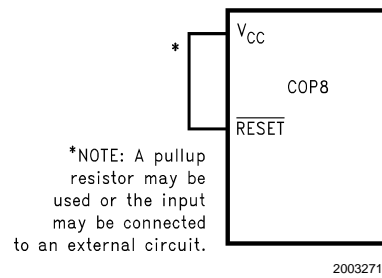 *
VCC
COP8
RESET
*NOTE: A pullup
resistor may be
used or the input
may be connected
to an external circuit.
2003271